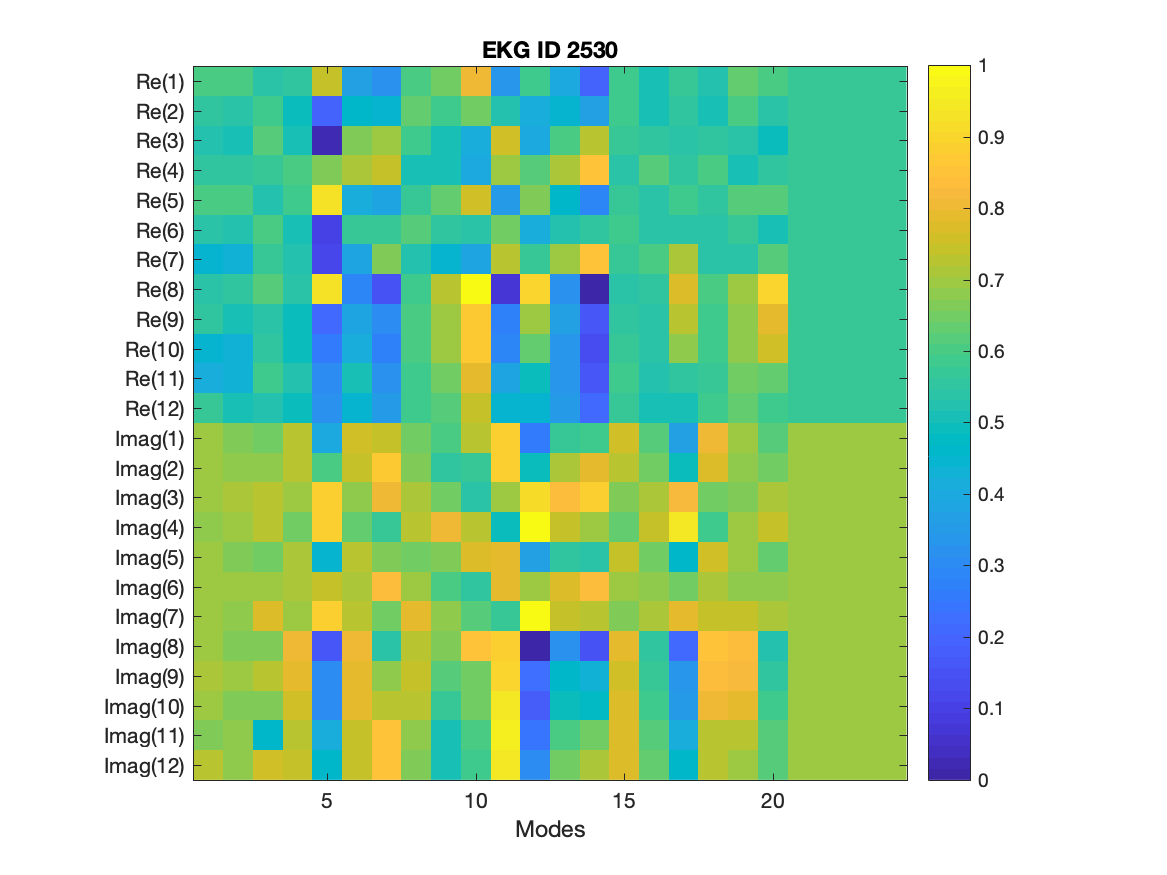 EKG ID 2530
Re(1)
Re(2)
Re(3)
Re(4)
Re(5)
Re(6)
Re(7)
Re(8)
Re(9)
Re(10)
Re(11)
Re(12)
Imag(1)
Imag(2)
Imag(3)
Imag(4)
Imag(5)
Imag(6)
Imag(7)
Imag(8)
Imag(9)
Imag(10)
Imag(11)
Imag(12)
5 10 15 20
Modes
1
0.9
0.8
0.7
0.6
0.5
0.4
0.3
0.2
0.1
0